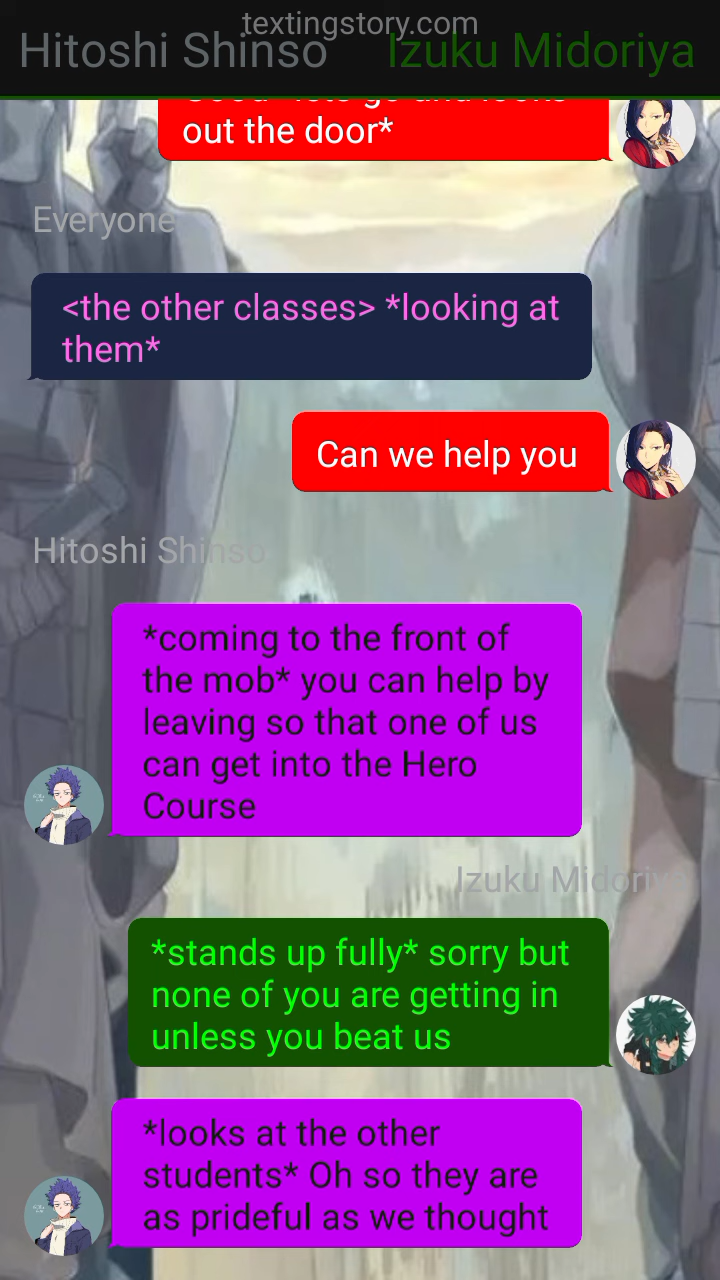 textingstory.com
Hitoshi Shinso
Izuku Midoriya
out the door*
Everyone
<the other classes> *looking at
them*
Can we help you
Hitoshi Shinso
*coming to the front of
the mob* you can help by
leaving so that one of us
can get into the Hero
Course
Izuku Midoriya
*stands up fully* sorry but
none of you are getting in
unless you beat us
*looks at the other
students* Oh so they are
as prideful as we thought